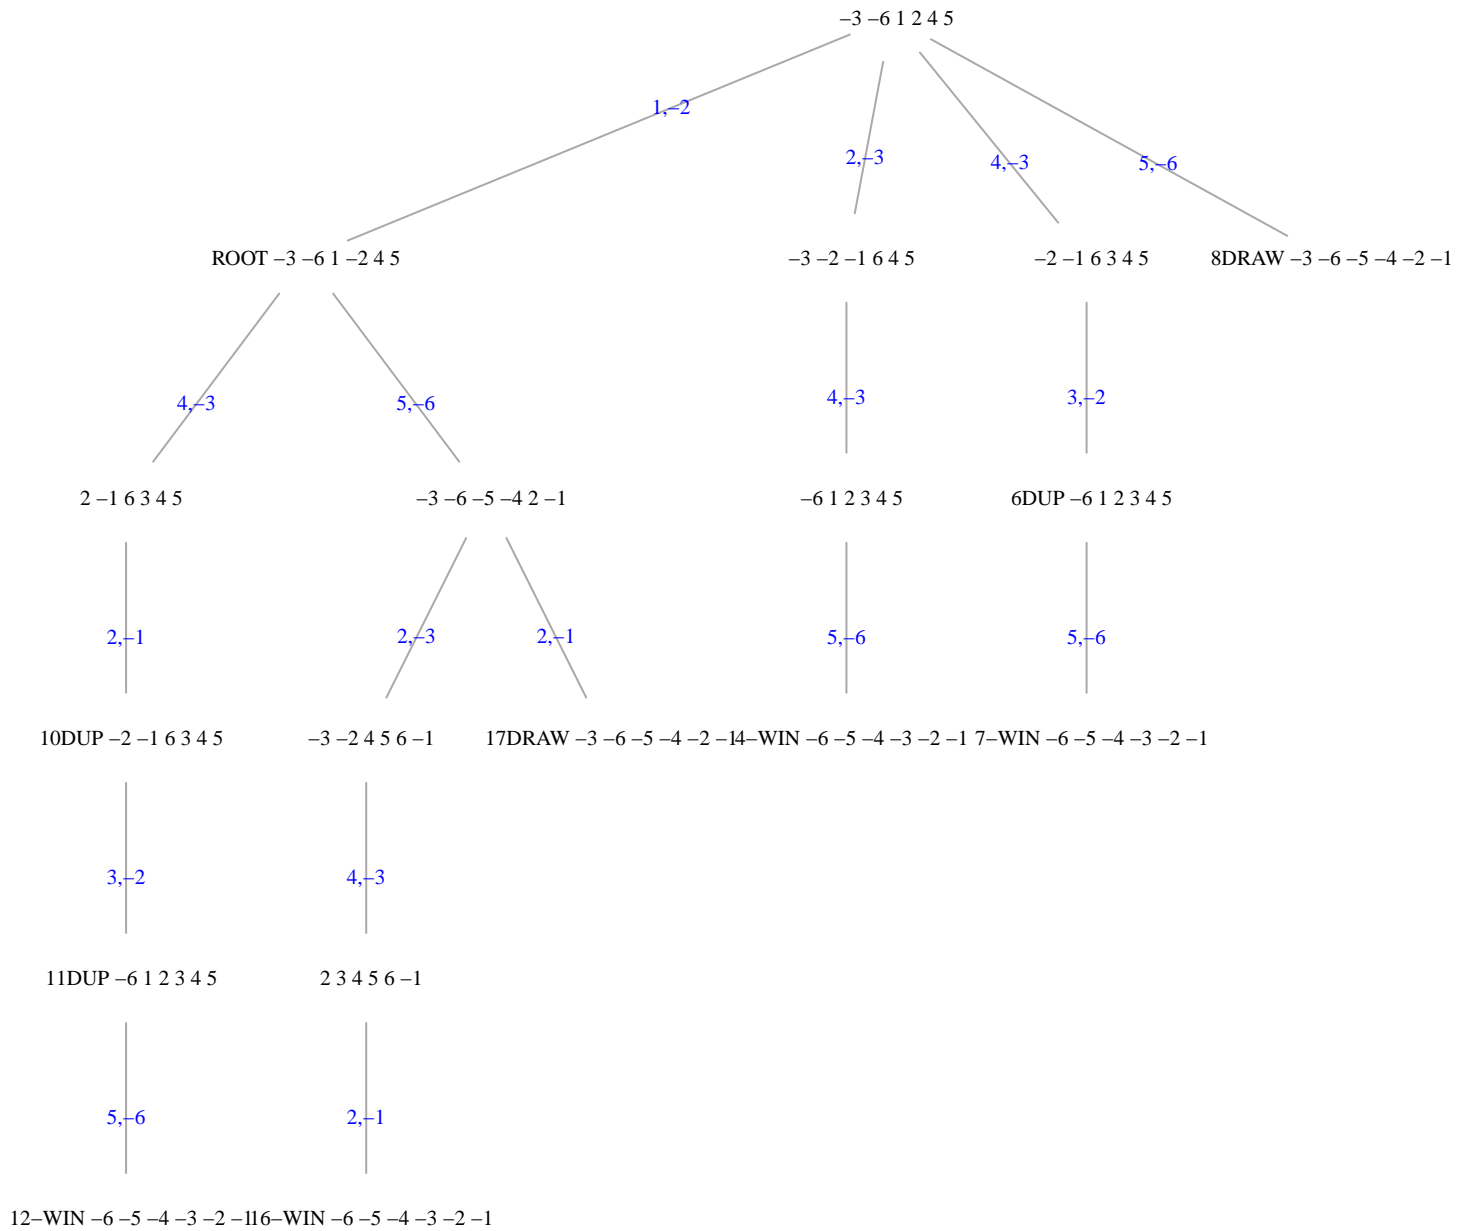 –3 –6 1 2 4 5
1,–2
2,–3
4,–3
5,–6
ROOT –3 –6 1 –2 4 5
–3 –2 –1 6 4 5
–2 –1 6 3 4 5
8DRAW –3 –6 –5 –4 –2 –1
4,–3
5,–6
4,–3
3,–2
2 –1 6 3 4 5
–3 –6 –5 –4 2 –1
–6 1 2 3 4 5
6DUP –6 1 2 3 4 5
2,–1
2,–3
2,–1
5,–6
5,–6
10DUP –2 –1 6 3 4 5
–3 –2 4 5 6 –1
17DRAW –3 –6 –5 –4 –2 –1
4–WIN –6 –5 –4 –3 –2 –1
7–WIN –6 –5 –4 –3 –2 –1
3,–2
4,–3
11DUP –6 1 2 3 4 5
2 3 4 5 6 –1
5,–6
2,–1
12–WIN –6 –5 –4 –3 –2 –1
16–WIN –6 –5 –4 –3 –2 –1